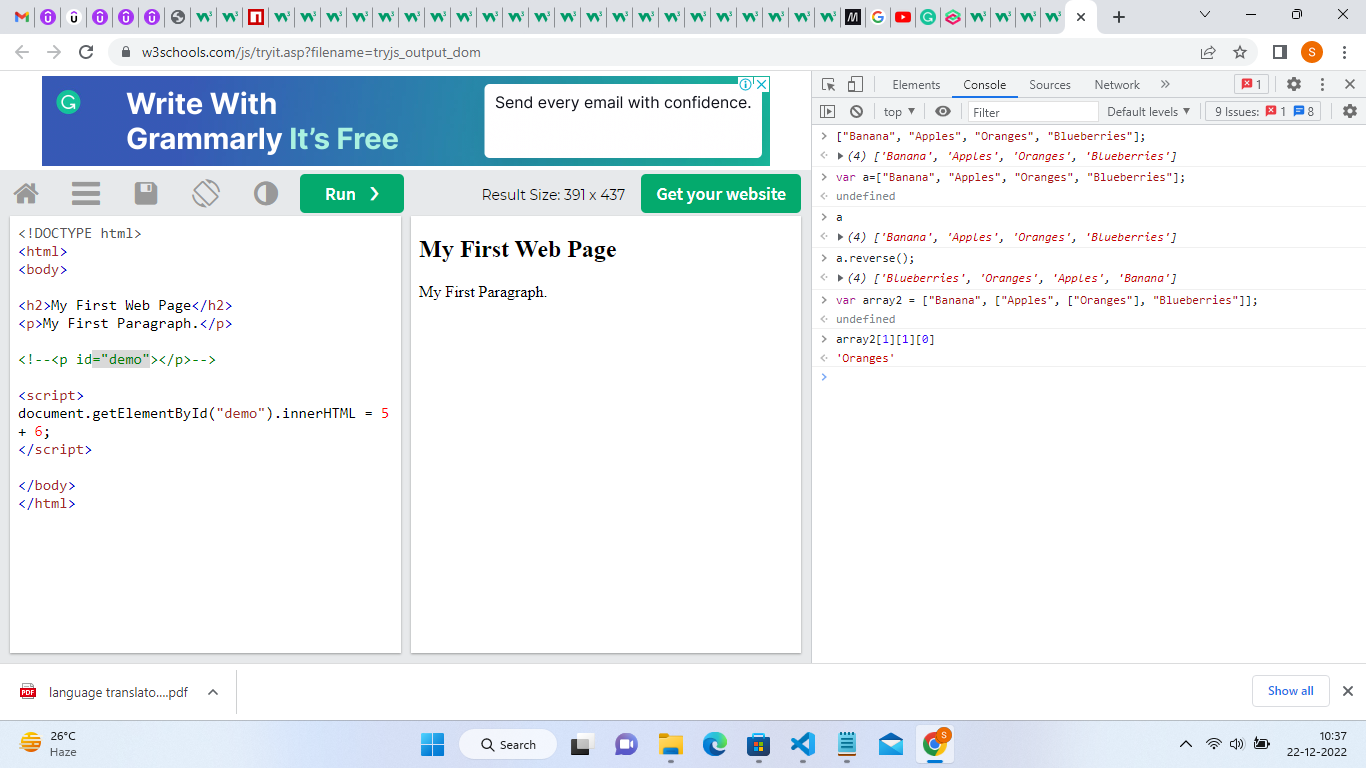 w3schools.com/js/tryit.asp?filename=tryjs_output_dom
S
Write With
Grammarly It's Free
Send every email with confidence.
Run ❯
Result Size: 391 x 437
Get your website
<!DOCTYPE html>
<html>
<body>
<h2>My First Web Page</h2>
<p>My First Paragraph.</p>
<!--<p id="demo"></p>-->
<script>
document.getElementById("demo").innerHTML = 5
+ 6;
</script>
</body>
</html>
My First Web Page
My First Paragraph.
Elements Console Sources Network » 1
top ▼ Filter Default levels ▼ 9 Issues: 1 8
["Banana", "Apples", "Oranges", "Blueberries"];
(4) ['Banana', 'Apples', 'Oranges', 'Blueberries']
var a=["Banana", "Apples", "Oranges", "Blueberries"];
undefined
a
(4) ['Banana', 'Apples', 'Oranges', 'Blueberries']
a.reverse();
(4) ['Blueberries', 'Oranges', 'Apples', 'Banana']
var array2 = ["Banana", ["Apples", ["Oranges"], "Blueberries"]];
undefined
array2[1][1][0]
'Oranges'
PDF language translato....pdf
Show all
26°C
Haze
Search
S
10:37
22-12-2022